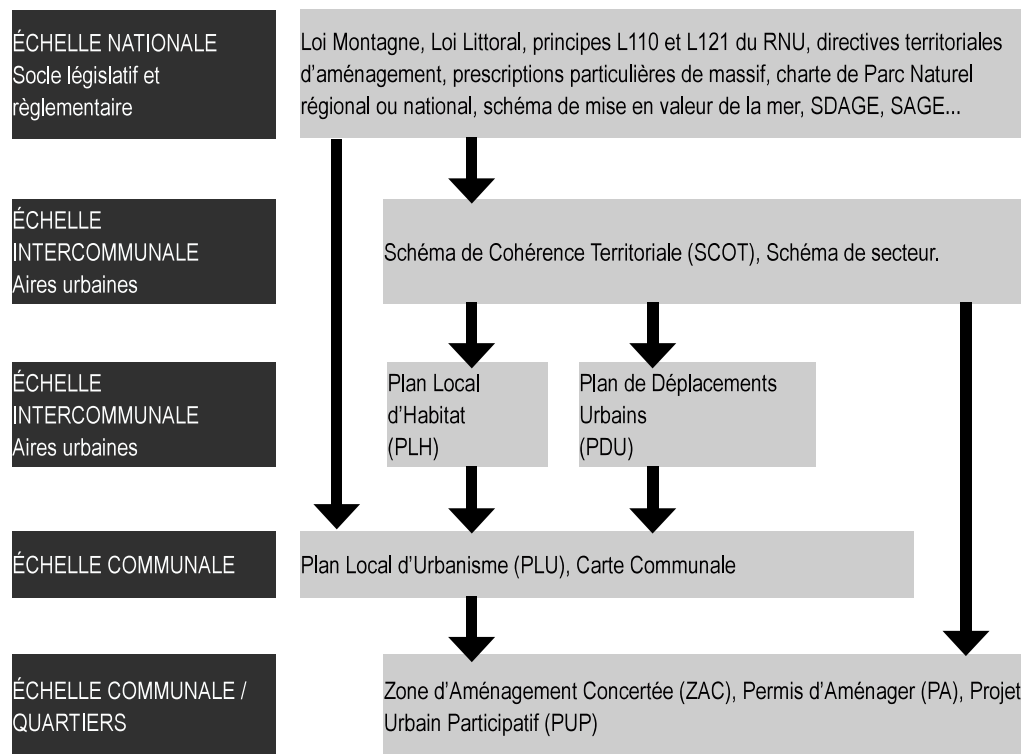 ÉCHELLE NATIONALE
Socle législatif et
règlementaire
Loi Montagne, Loi Littoral, principes L110 et L121 du RNU, directives territoriales
d'aménagement, prescriptions particulières de massif, charte de Parc Naturel
régional ou national, schéma de mise en valeur de la mer, SDAGE, SAGE...
ÉCHELLE
INTERCOMMUNALE
Aires urbaines
Schéma de Cohérence Territoriale (SCOT), Schéma de secteur.
ÉCHELLE
INTERCOMMUNALE
Aires urbaines
Plan Local
d'Habitat
(PLH)
Plan de Déplacements
Urbains
(PDU)
ÉCHELLE COMMUNALE
Plan Local d'Urbanisme (PLU), Carte Communale
ÉCHELLE COMMUNALE /
QUARTIERS
Zone d'Aménagement Concertée (ZAC), Permis d'Aménager (PA), Projet
Urbain Participatif (PUP)